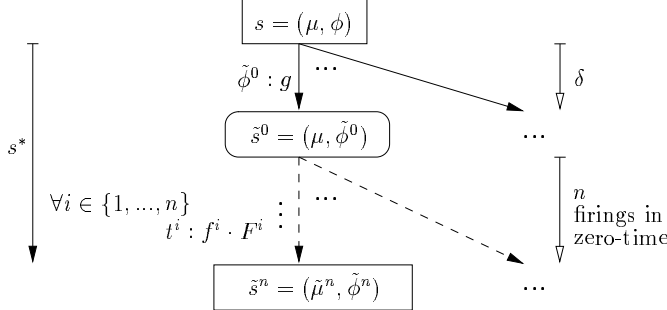 s = (μ, ϕ)
ϕ̃⁰ : g
...
δ
s̃⁰ = (μ, ϕ̃⁰)
...
s*
∀i ∈ {1, ..., n}
tⁱ : fⁱ · Fⁱ
...
n
firings in
zero-time
s̃ⁿ = (μ̃ⁿ, ϕ̃ⁿ)
...